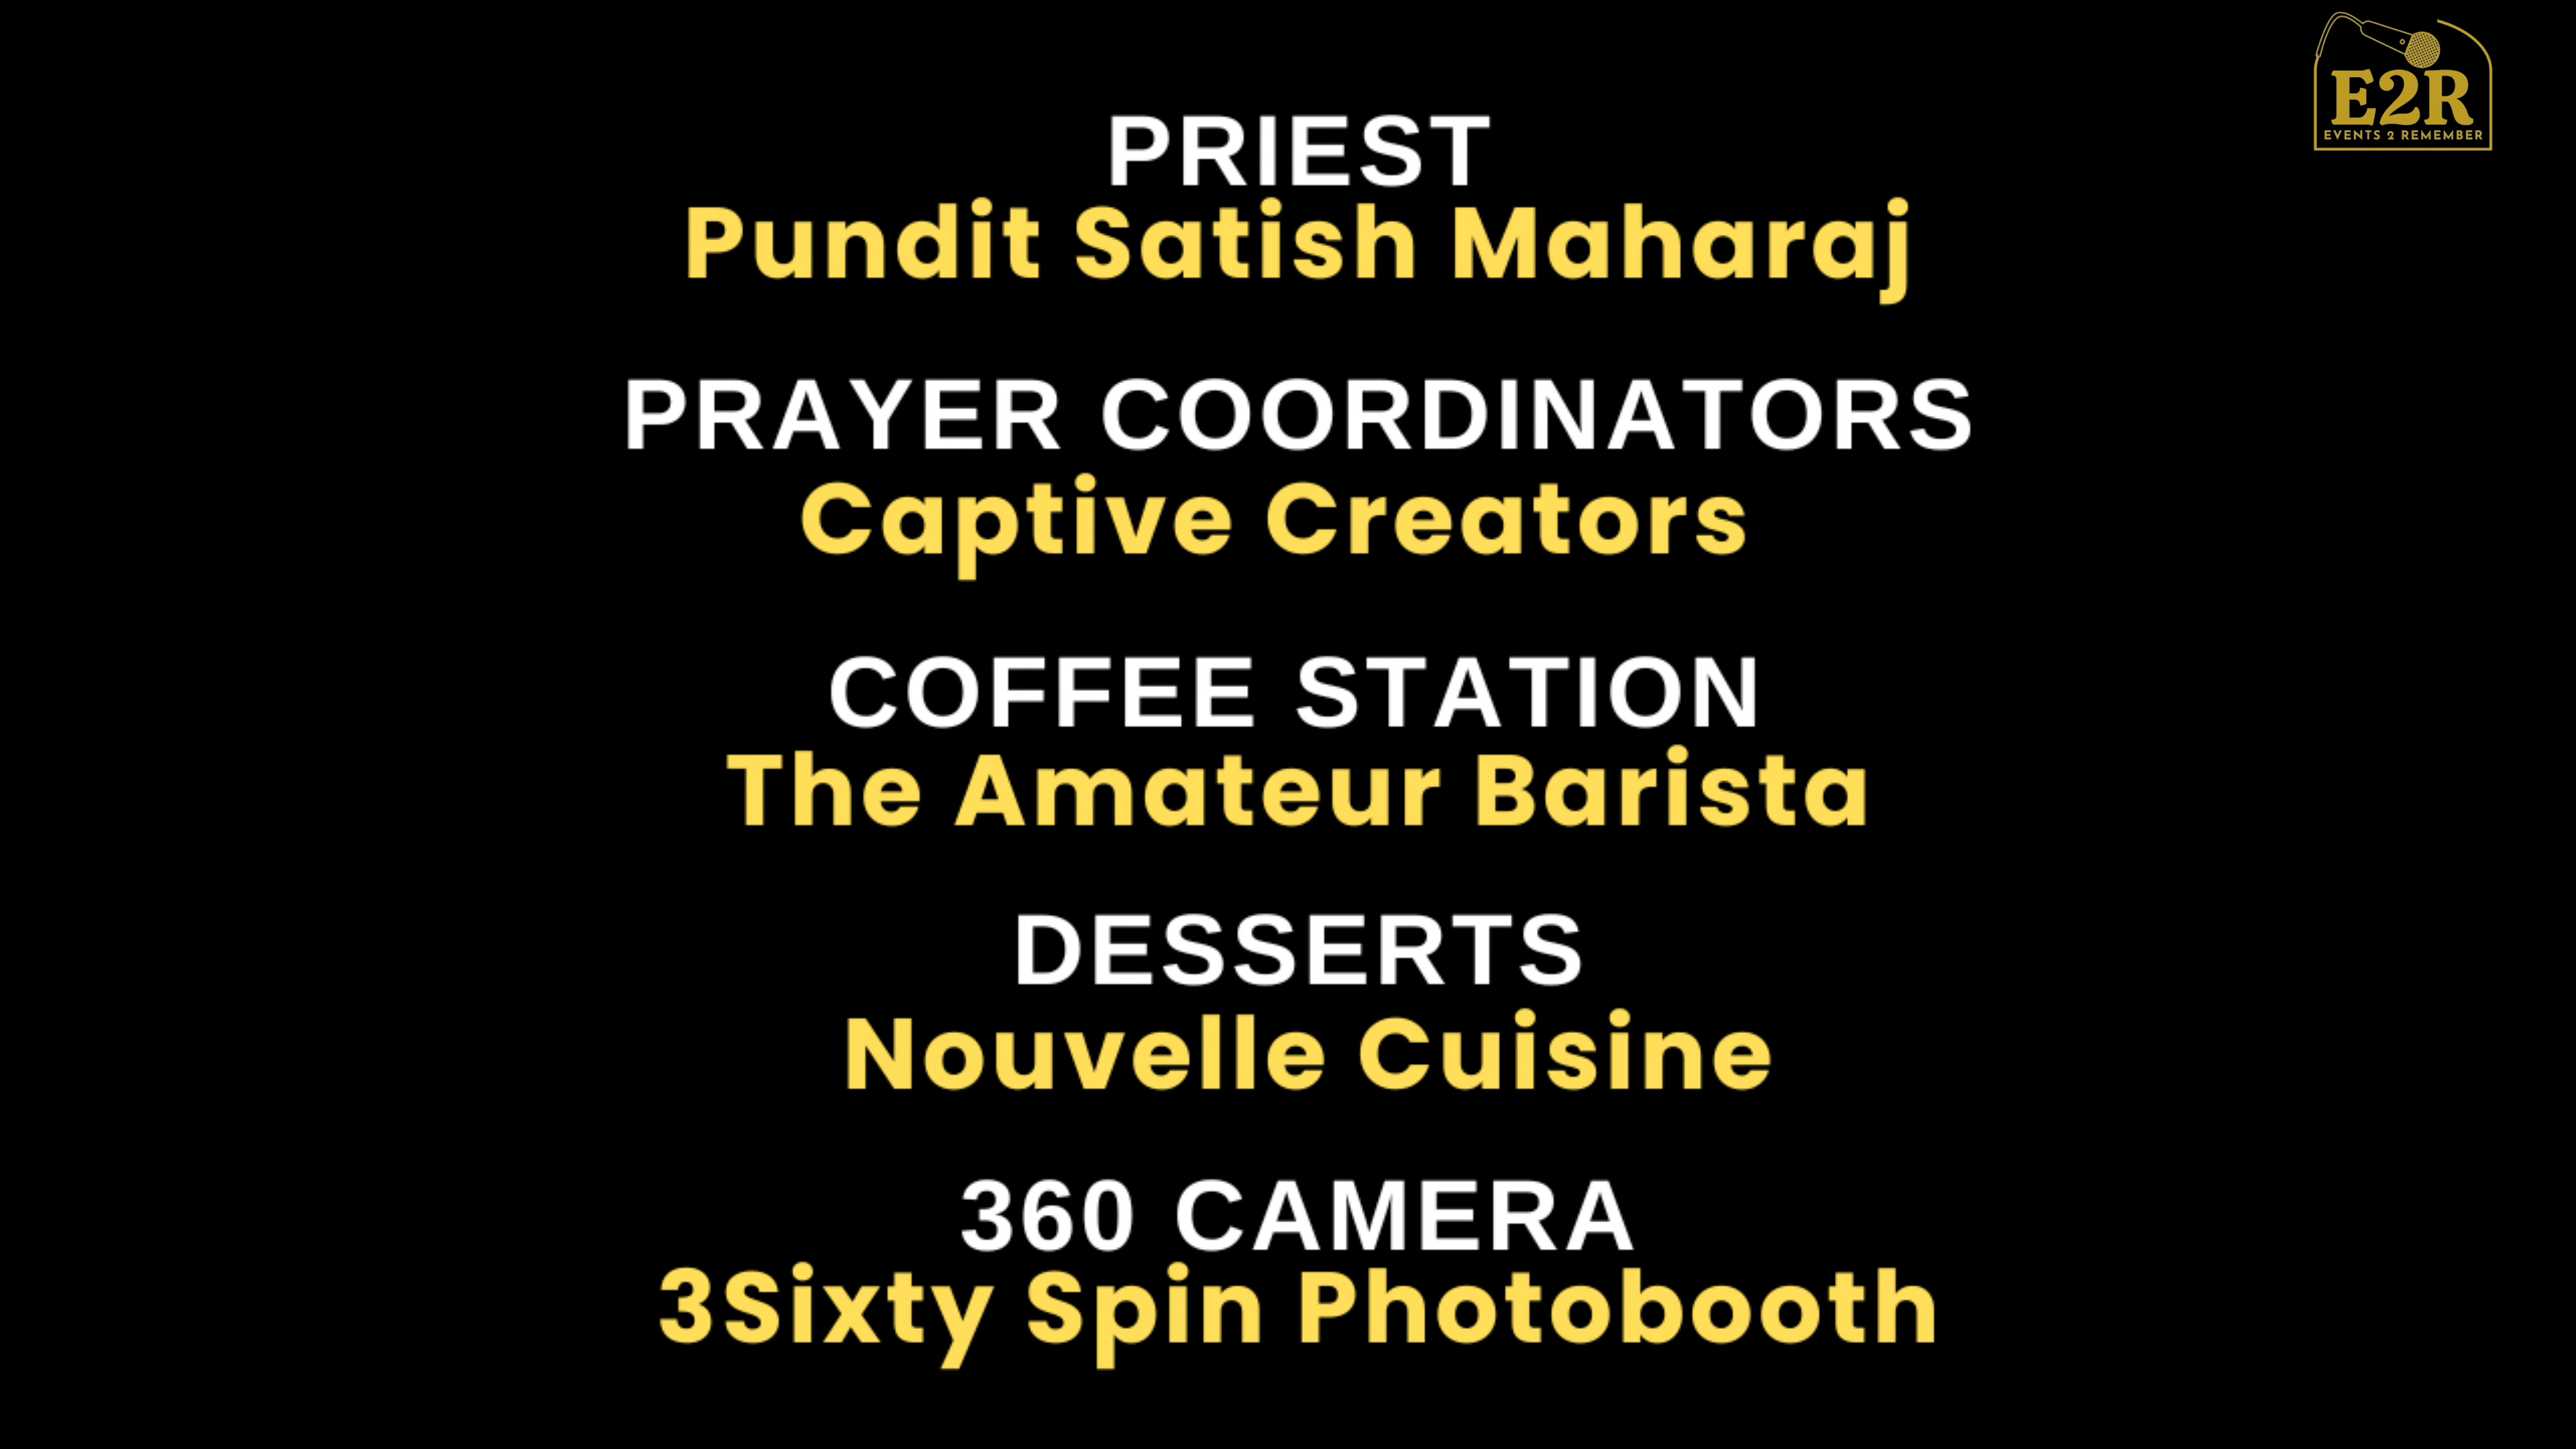 E2R
EVENTS 2 REMEMBER
PRIEST
Pundit Satish Maharaj
PRAYER COORDINATORS
Captive Creators
COFFEE STATION
The Amateur Barista
DESSERTS
Nouvelle Cuisine
360 CAMERA
3Sixty Spin Photobooth